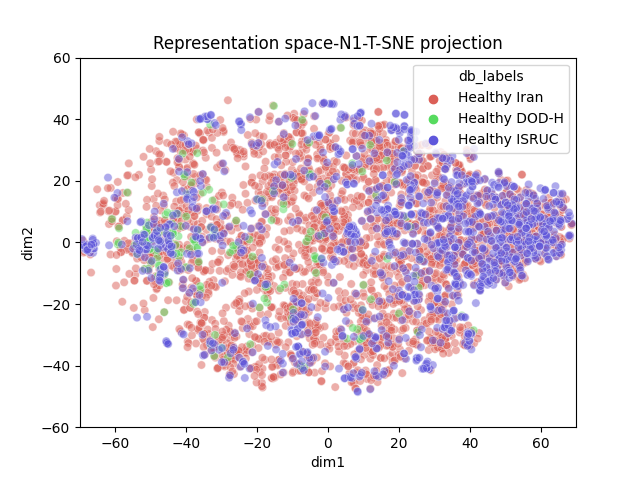 Representation space-N1-T-SNE projection
db_labels
Healthy Iran
Healthy DOD-H
Healthy ISRUC
60
40
20
0
−20
−40
−60
dim2
−60 −40 −20 0 20 40 60
dim1